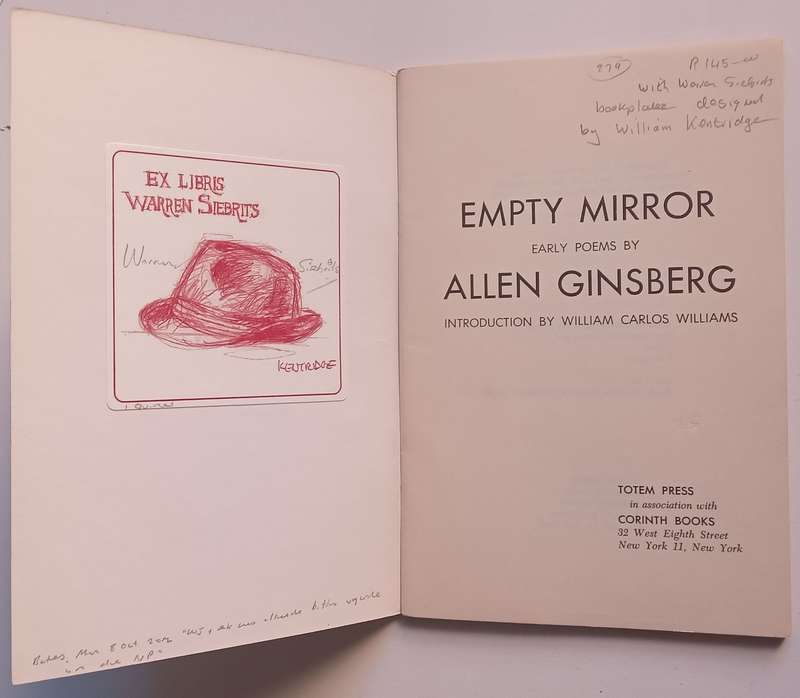 EX LIBRIS
WARREN SIEBRITS
Warren Siebrits
KENTRIDGE
279
R145-00
with Warren Siebrits
bookplate designed
by William Kentridge
EMPTY MIRROR
EARLY POEMS BY
ALLEN GINSBERG
INTRODUCTION BY WILLIAM CARLOS WILLIAMS
TOTEM PRESS
in association with
CORINTH BOOKS
32 West Eighth Street
New York 11, New York